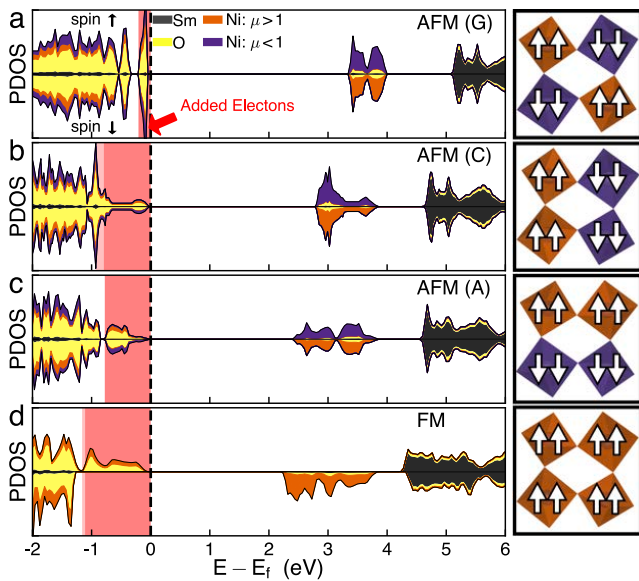 a
PDOS
spin ↑
spin ↓
Sm
O
Ni: μ>1
Ni: μ<1
AFM (G)
Added Electons
b
PDOS
AFM (C)
c
PDOS
AFM (A)
d
PDOS
FM
-2 -1 0 1 2 3 4 5 6
E − E_f (eV)